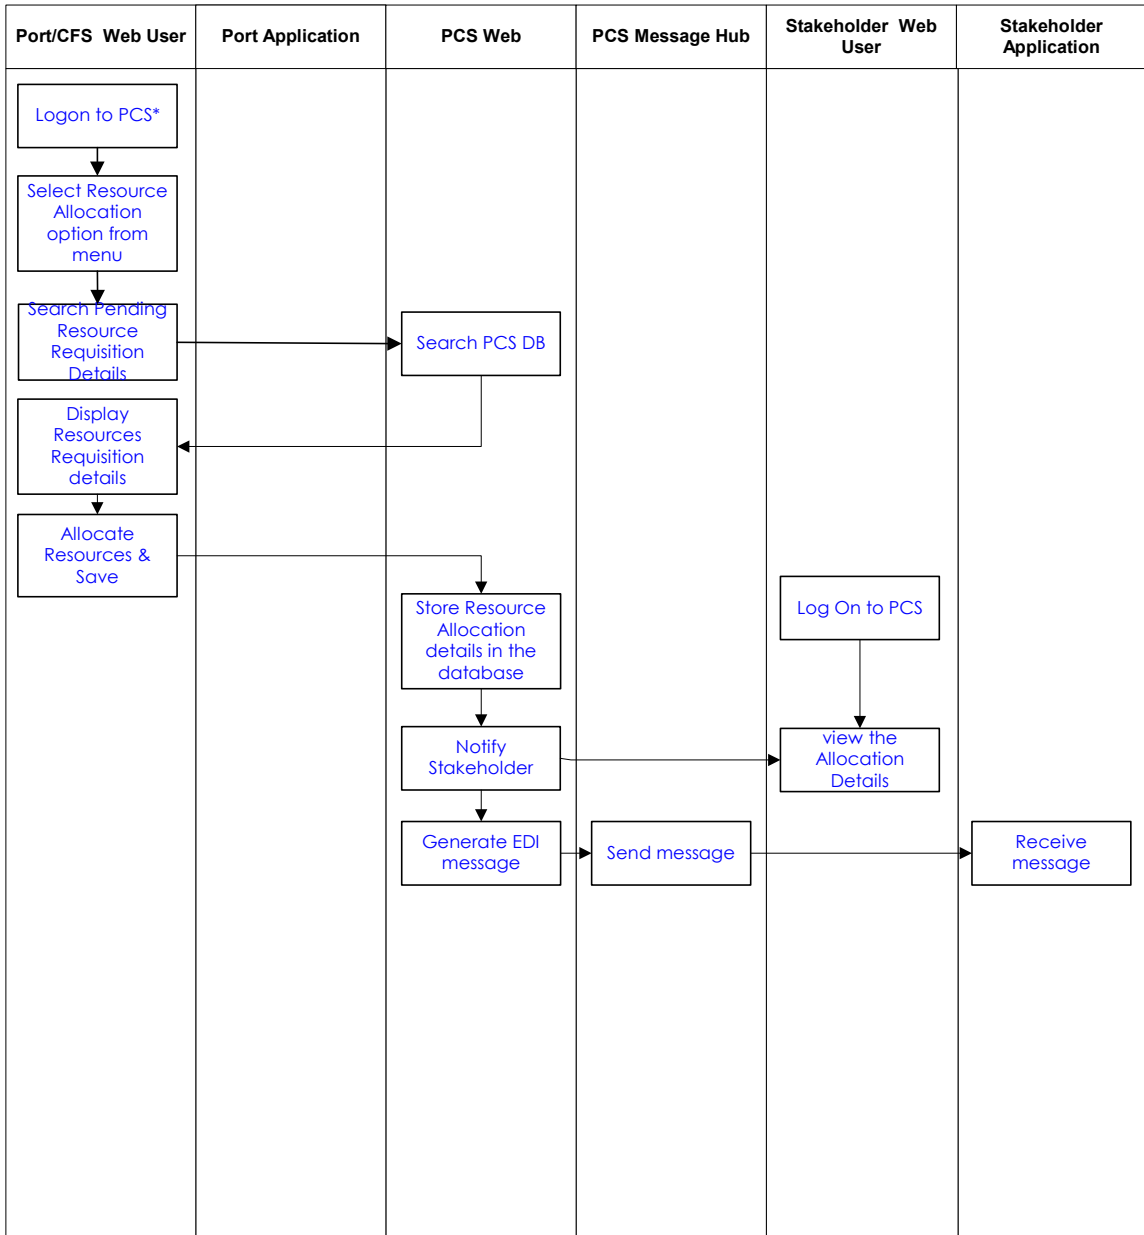 Port/CFS  Web User
Port Application
PCS Web
PCS Message Hub
Stakeholder  Web
User
Stakeholder
Application
Logon to PCS*
Select Resource
Allocation
option from
menu
Search Pending
Resource
Requisition
Details
Search PCS DB
Display
Resources
Requisition
details
Allocate
Resources &
Save
Store Resource
Allocation
details in the
database
Log On to PCS
Notify
Stakeholder
view the
Allocation
Details
Generate EDI
message
Send message
Receive
message